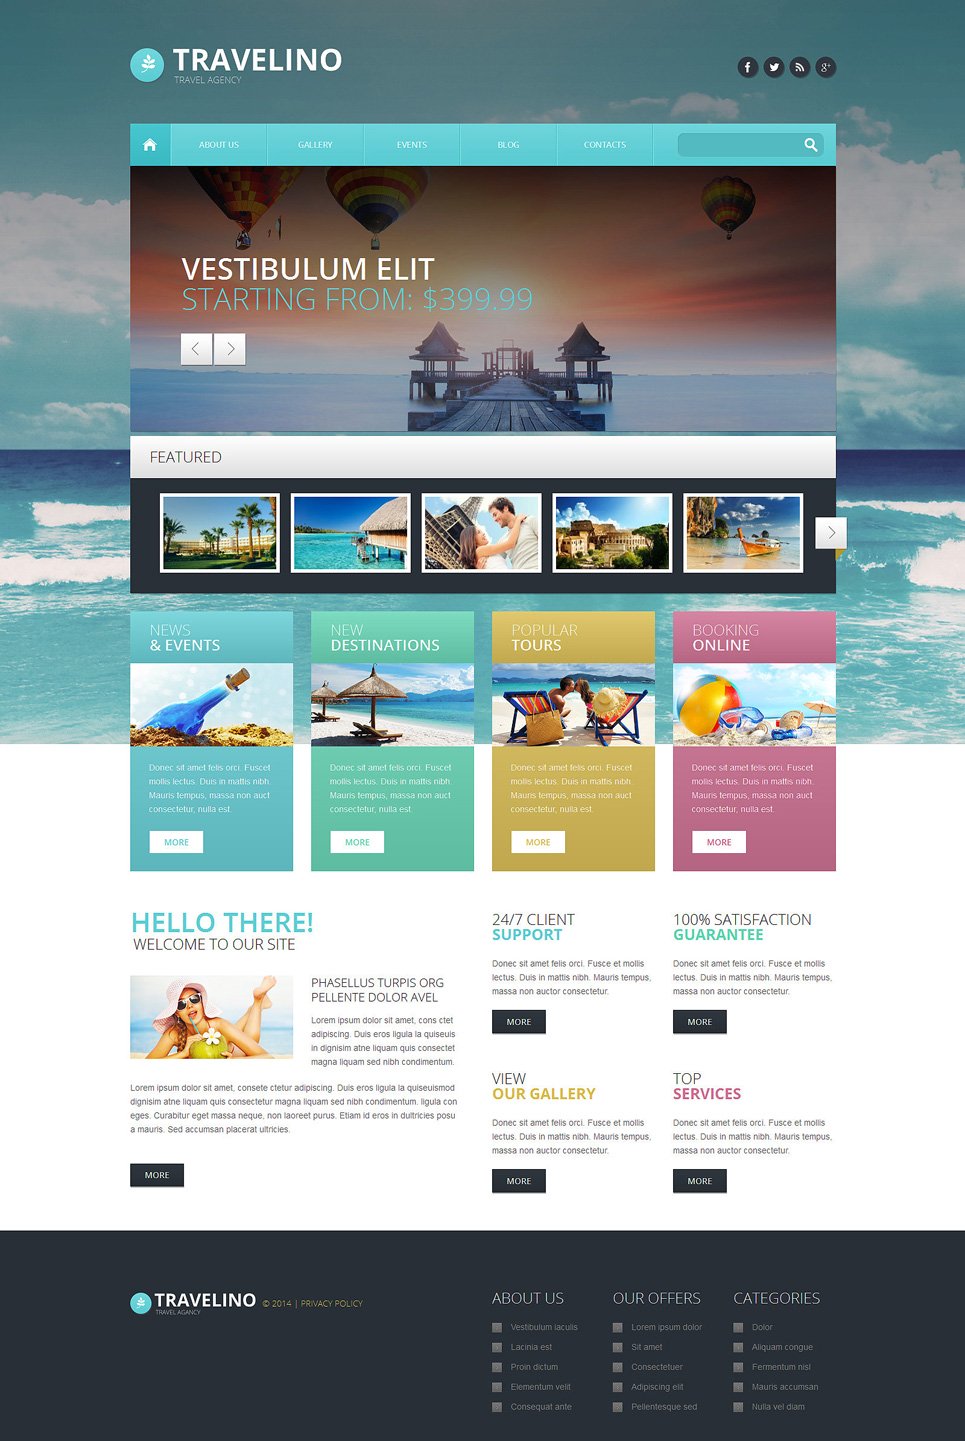 TRAVELINO
TRAVEL AGENCY
ABOUT US
GALLERY
EVENTS
BLOG
CONTACTS
VESTIBULUM ELIT
STARTING FROM: $399.99
FEATURED
NEWS
& EVENTS
Donec sit amet felis orci. Fuscet
mollis lectus. Duis in mattis nibh.
Mauris tempus, massa non auct
consectetur, nulla est.
MORE
NEW
DESTINATIONS
Donec sit amet felis orci. Fuscet
mollis lectus. Duis in mattis nibh.
Mauris tempus, massa non auct
consectetur, nulla est.
MORE
POPULAR
TOURS
Donec sit amet felis orci. Fuscet
mollis lectus. Duis in mattis nibh.
Mauris tempus, massa non auct
consectetur, nulla est.
MORE
BOOKING
ONLINE
Donec sit amet felis orci. Fuscet
mollis lectus. Duis in mattis nibh.
Mauris tempus, massa non auct
consectetur, nulla est.
MORE
HELLO THERE!
WELCOME TO OUR SITE
PHASELLUS TURPIS ORG
PELLENTE DOLOR AVEL
Lorem ipsum dolor sit amet, cons ctet
adipiscing. Duis eros ligula la quiseuis
in dignisim atne liquam quis consectet
magna liquam sed nibh condimentum.
Lorem ipsum dolor sit amet, consete ctetur adipiscing. Duis eros ligula la quiseuismod
dignisim atne liquam quis consectetur magna liquam sed nibh condimentum. ligula con
eges. Curabitur eget massa neque, non laoreet purus. Etiam id eros in dultricies posu
a mauris. Sed accumsan placerat ultricies.
MORE
24/7 CLIENT
SUPPORT
Donec sit amet felis orci. Fusce et mollis
lectus. Duis in mattis nibh. Mauris tempus,
massa non auctor consectetur.
MORE
100% SATISFACTION
GUARANTEE
Donec sit amet felis orci. Fusce et mollis
lectus. Duis in mattis nibh. Mauris tempus,
massa non auctor consectetur.
MORE
VIEW
OUR GALLERY
Donec sit amet felis orci. Fusce et mollis
lectus. Duis in mattis nibh. Mauris tempus,
massa non auctor consectetur.
MORE
TOP
SERVICES
Donec sit amet felis orci. Fusce et mollis
lectus. Duis in mattis nibh. Mauris tempus,
massa non auctor consectetur.
MORE
TRAVELINO © 2014 | PRIVACY POLICY
TRAVEL AGANCY
ABOUT US
Vestibulum iaculis
Lacinia est
Proin dictum
Elementum velit
Consequat ante
OUR OFFERS
Lorem ipsum dolor
Sit amet
Consectetuer
Adipiscing elit
Pellentesque sed
CATEGORIES
Dolor
Aliquam congue
Fermentum nisl
Mauris accumsan
Nulla vel diam